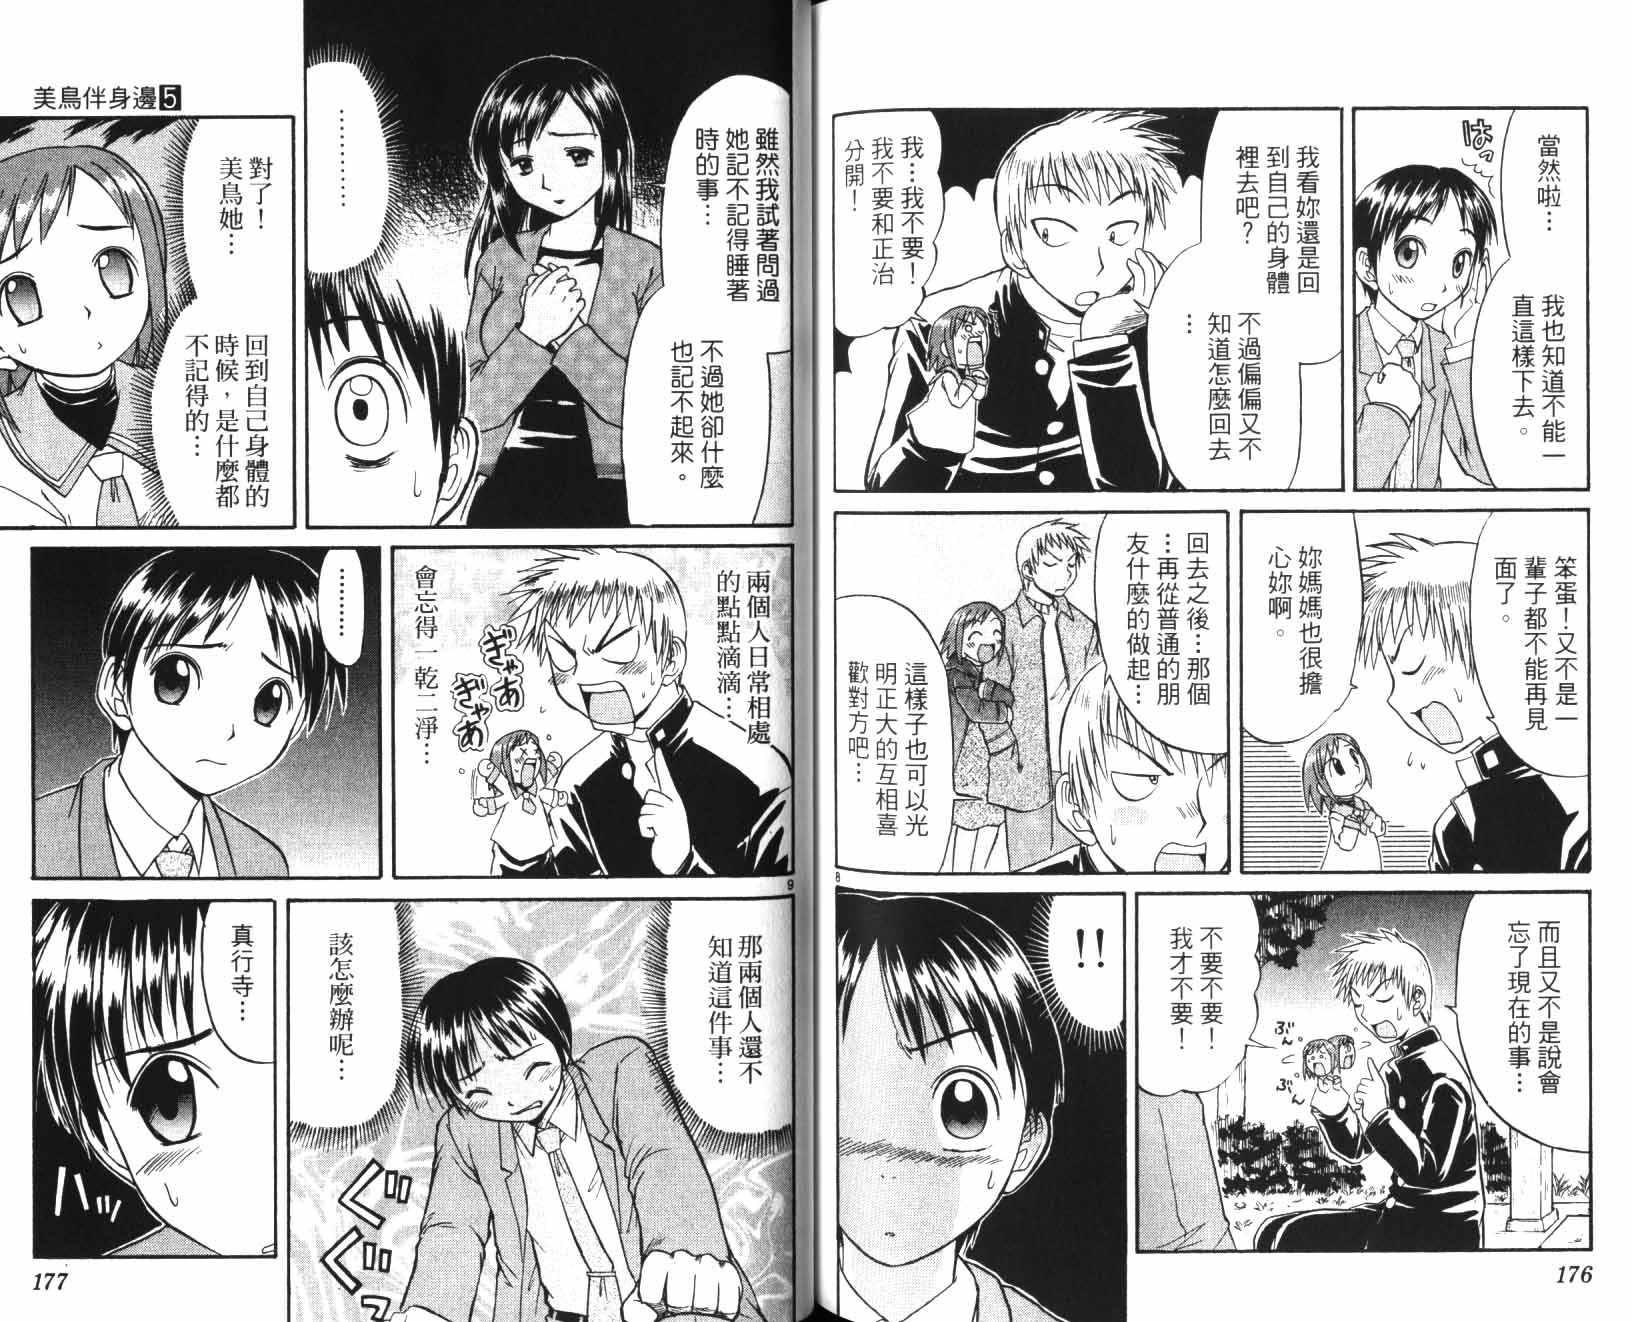 はっ
當然啦…
我也知道不能一
直這樣下去。
我看妳還是回
到自己的身體
裡去吧？
不過偏偏又不
知道怎麼回去
…
我…我不要！
我不要和正治
分開！
笨蛋！又不是一
輩子都不能再見
面了。
妳媽媽也很擔
心妳啊。
回去之後…那個
…再從普通的朋
友什麼的做起…
這樣子也可以光
明正大的互相喜
歡對方吧…
而且又不是說會
忘了現在的事…
ぶん
ぶん
不要不要！
我才不要！
!!
8
176
雖然我試著問過
她記不記得睡著
時的事…
不過她卻什麼
也記不起來。
………
美鳥伴身邊5
對了！
美鳥她…
回到自己身體的
時候，是什麼都
不記得的…
兩個人日常相處
的點點滴滴…
會忘得一乾二淨…
ぎゃあ
ぎゃあ
………
9
那兩個人還不
知道這件事…
該怎麼辦呢…
ぐぐっ
真行寺…
ハッ
177